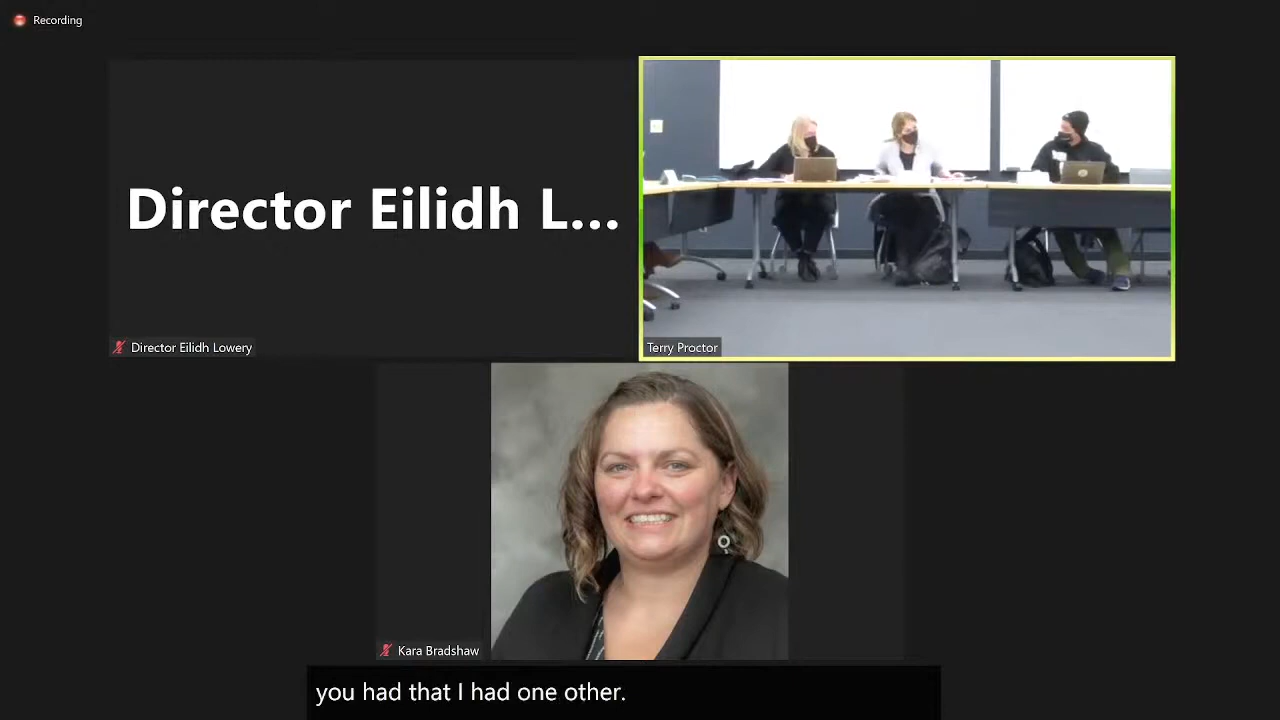 Recording
Director Eilidh L...
Director Eilidh Lowery
Terry Proctor
Kara Bradshaw
you had that I had one other.